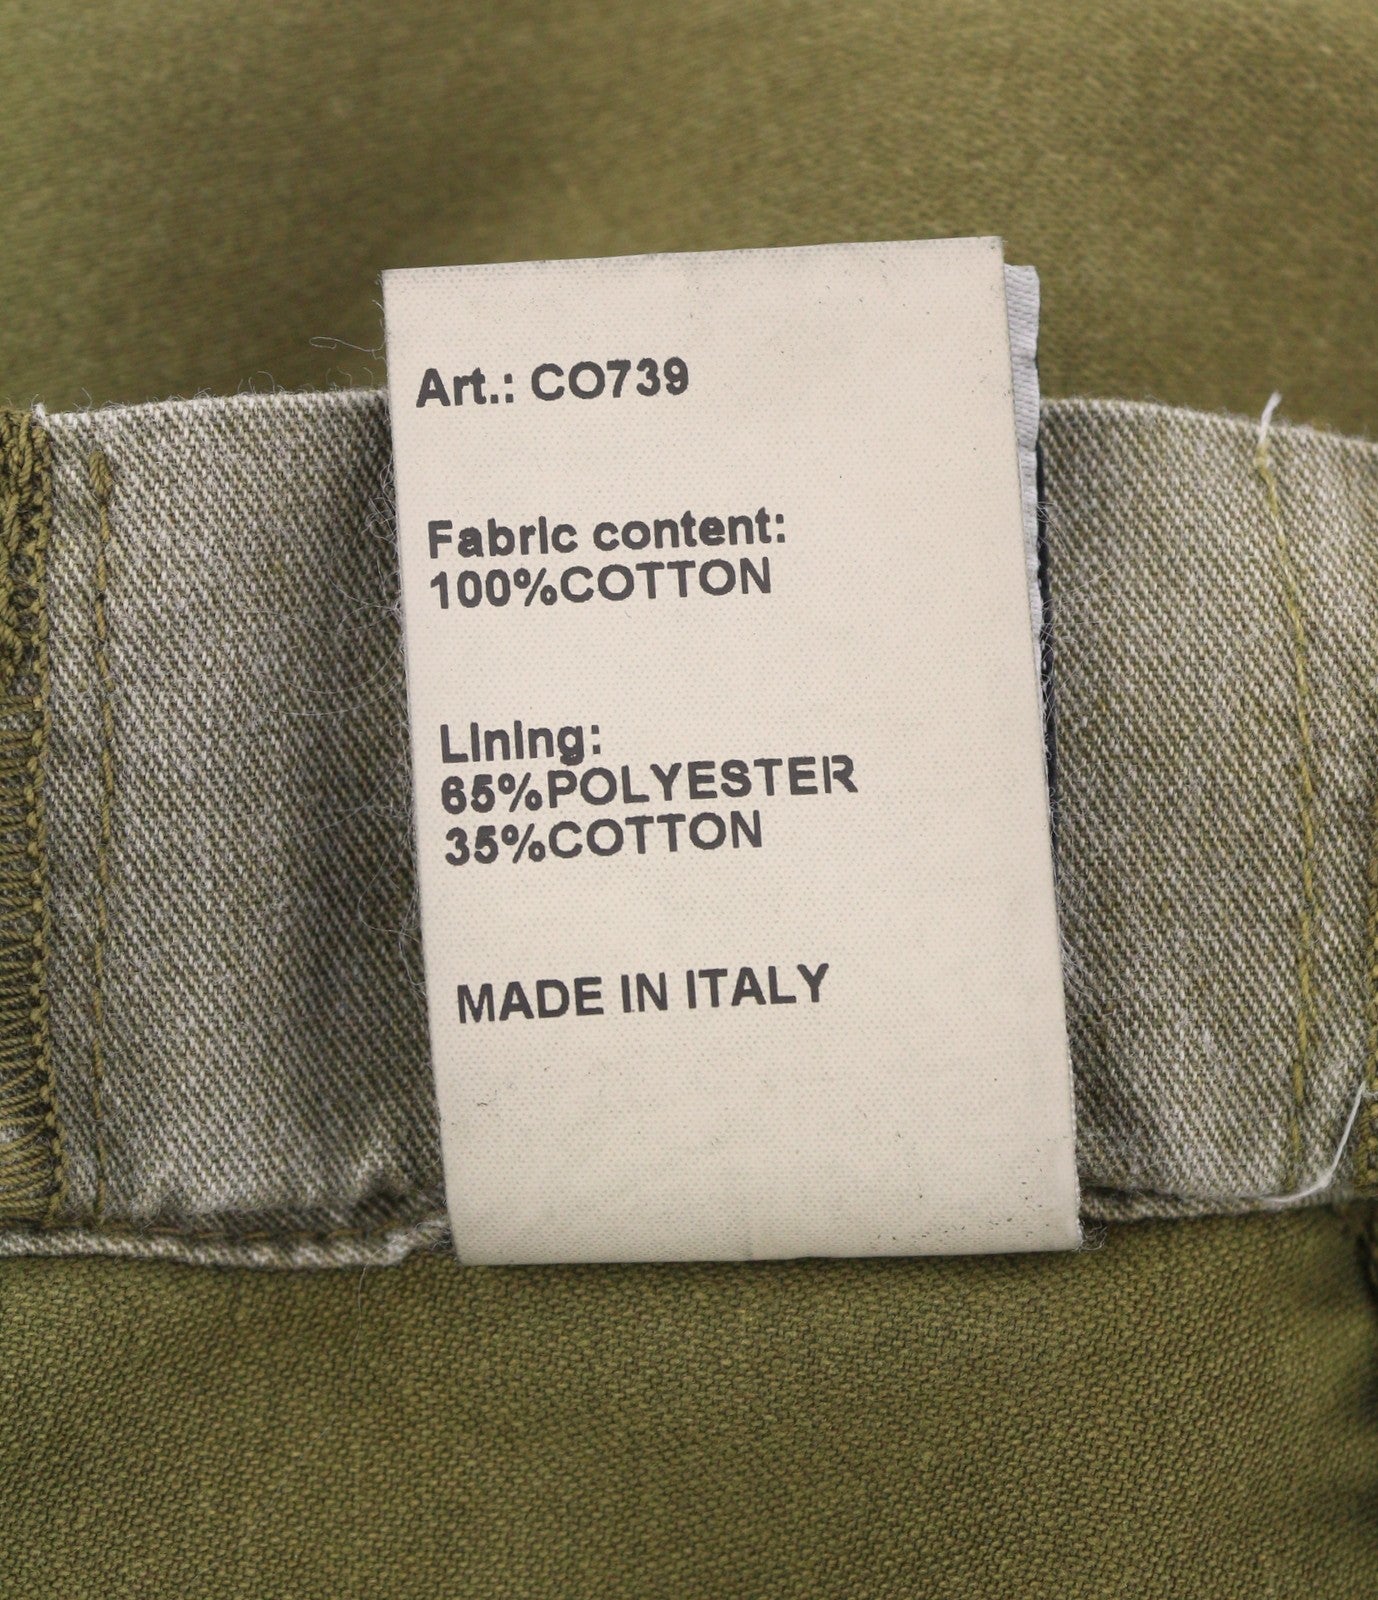 Art.: CO739
Fabric content:
100%COTTON
Lining:
65%POLYESTER
35%COTTON
MADE IN ITALY